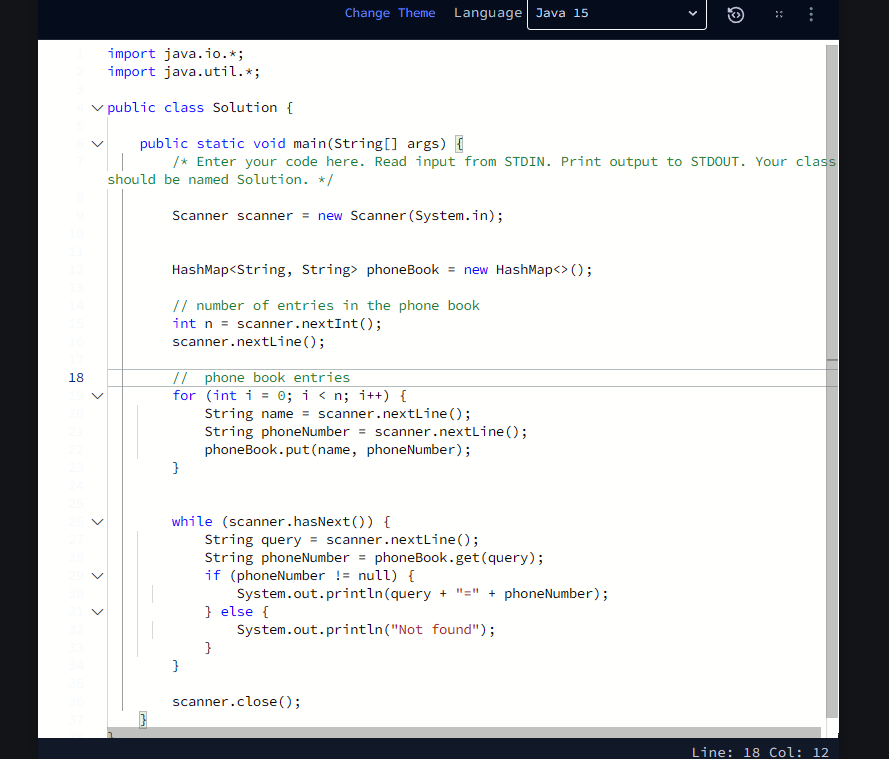 Change Theme Language Java 15
import java.io.*;
import java.util.*;
public class Solution {
public static void main(String[] args) {
/* Enter your code here. Read input from STDIN. Print output to STDOUT. Your class
should be named Solution. */
Scanner scanner = new Scanner(System.in);
HashMap<String, String> phoneBook = new HashMap<>();
// number of entries in the phone book
int n = scanner.nextInt();
scanner.nextLine();
18 //  phone book entries
for (int i = 0; i < n; i++) {
String name = scanner.nextLine();
String phoneNumber = scanner.nextLine();
phoneBook.put(name, phoneNumber);
}
while (scanner.hasNext()) {
String query = scanner.nextLine();
String phoneNumber = phoneBook.get(query);
if (phoneNumber != null) {
System.out.println(query + "=" + phoneNumber);
} else {
System.out.println("Not found");
}
}
scanner.close();
}
}
Line: 18 Col: 12